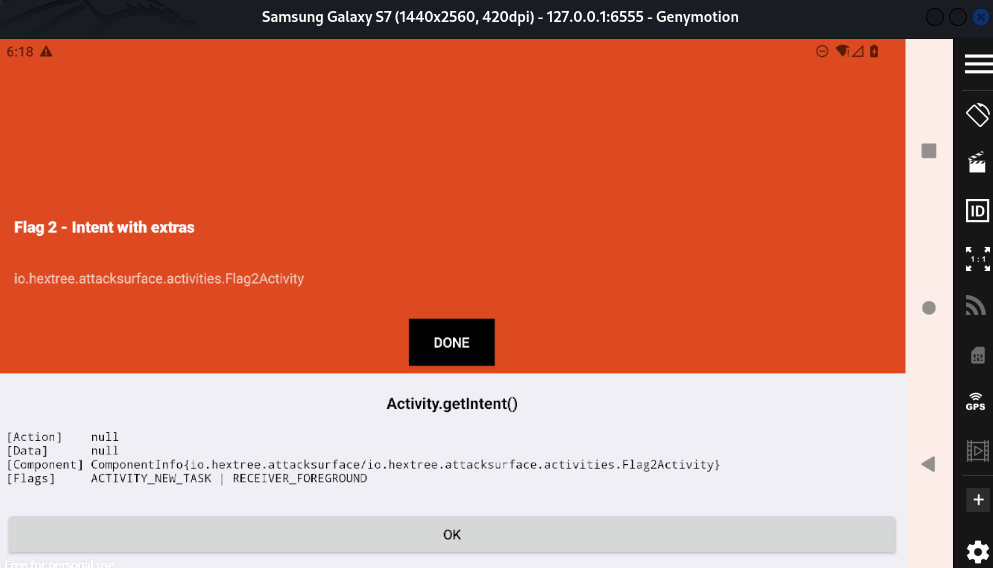 Samsung Galaxy S7 (1440x2560, 420dpi) - 127.0.0.1:6555 - Genymotion
6:18
Flag 2 - Intent with extras
io.hextree.attacksurface.activities.Flag2Activity
DONE
Activity.getIntent()
[Action] null
[Data] null
[Component] ComponentInfo{io.hextree.attacksurface/io.hextree.attacksurface.activities.Flag2Activity}
[Flags] ACTIVITY_NEW_TASK | RECEIVER_FOREGROUND
OK
Free for personal use
ID
1:1
GPS